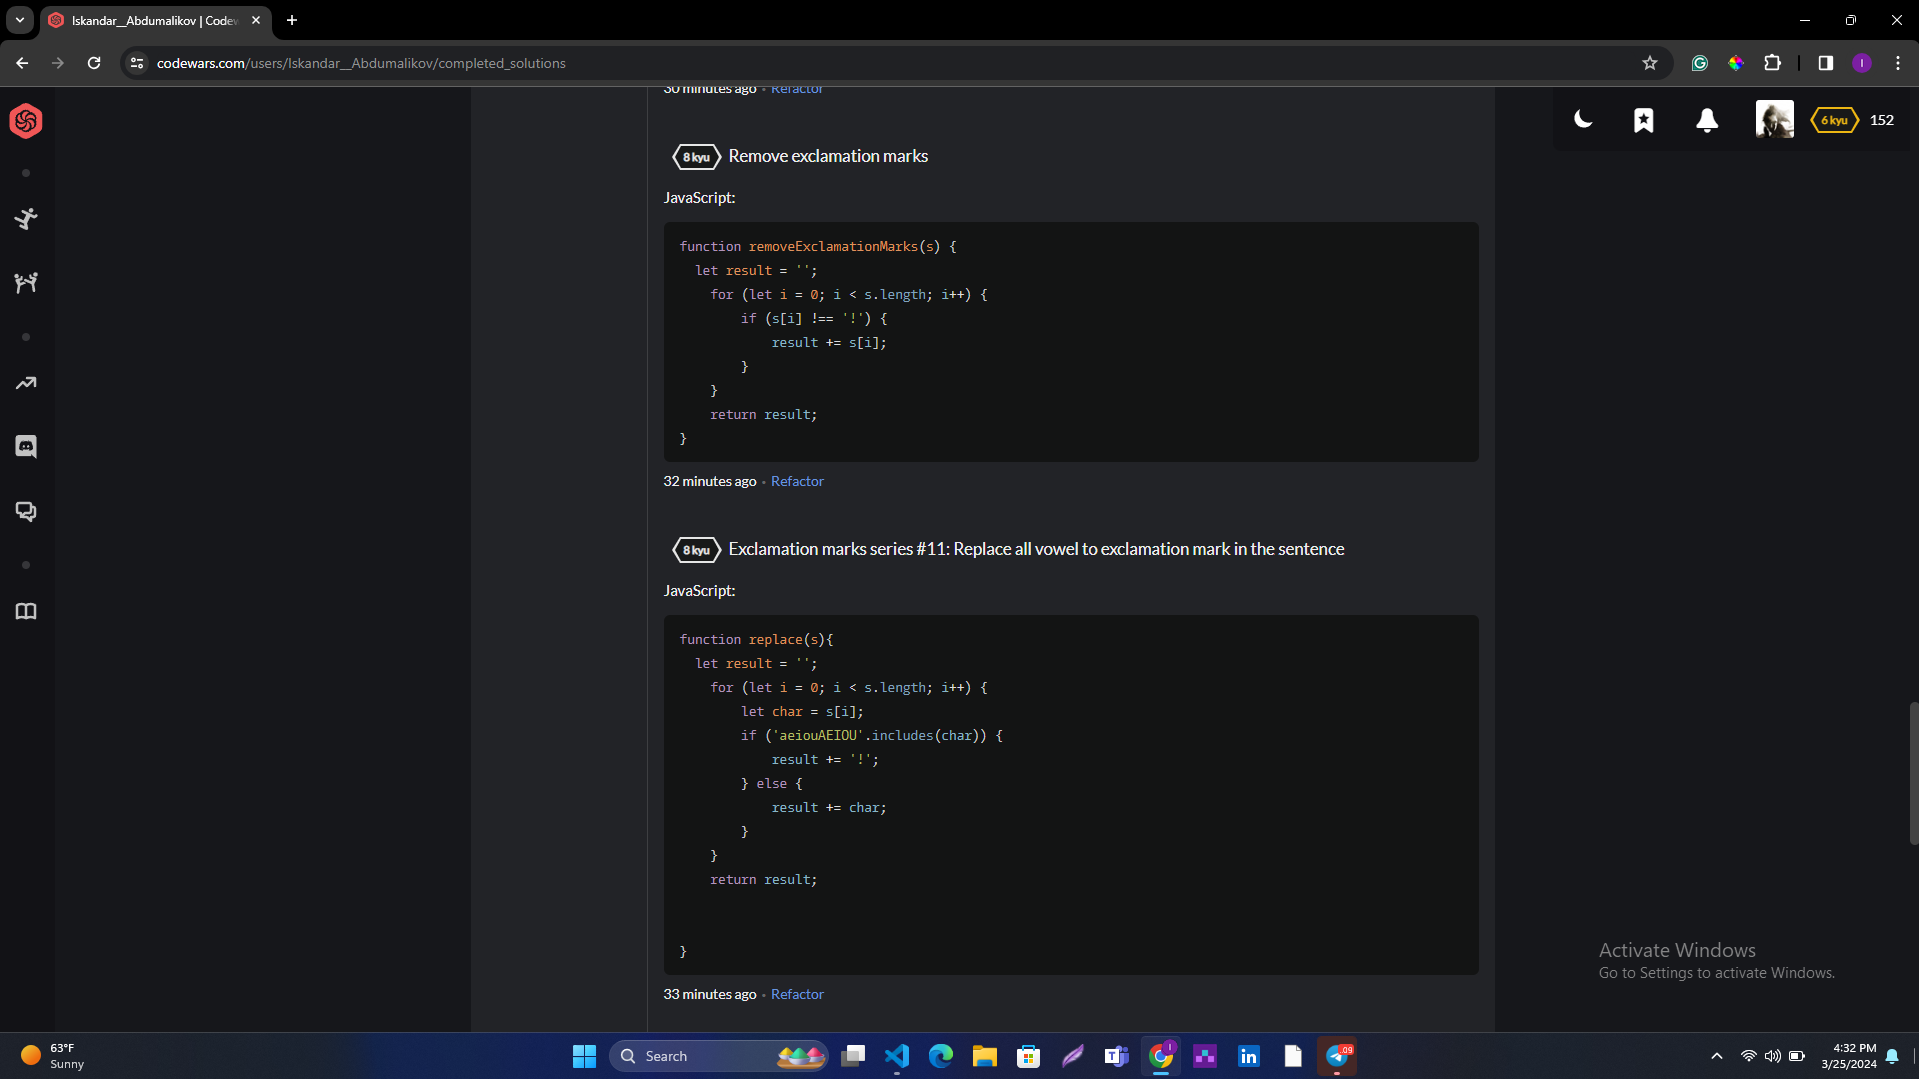 Iskandar__Abdumalikov | Codew
codewars.com/users/Iskandar__Abdumalikov/completed_solutions
30 minutes ago • Refactor
6 kyu 152
8 kyu Remove exclamation marks
JavaScript:
function removeExclamationMarks(s) {
  let result = '';
    for (let i = 0; i < s.length; i++) {
        if (s[i] !== '!') {
            result += s[i];
        }
    }
    return result;
}
32 minutes ago • Refactor
8 kyu Exclamation marks series #11: Replace all vowel to exclamation mark in the sentence
JavaScript:
function replace(s){
  let result = '';
    for (let i = 0; i < s.length; i++) {
        let char = s[i];
        if ('aeiouAEIOU'.includes(char)) {
            result += '!';
        } else {
            result += char;
        }
    }
    return result;
}
33 minutes ago • Refactor
Activate Windows
Go to Settings to activate Windows.
63°F
Sunny
Search
4:32 PM
3/25/2024